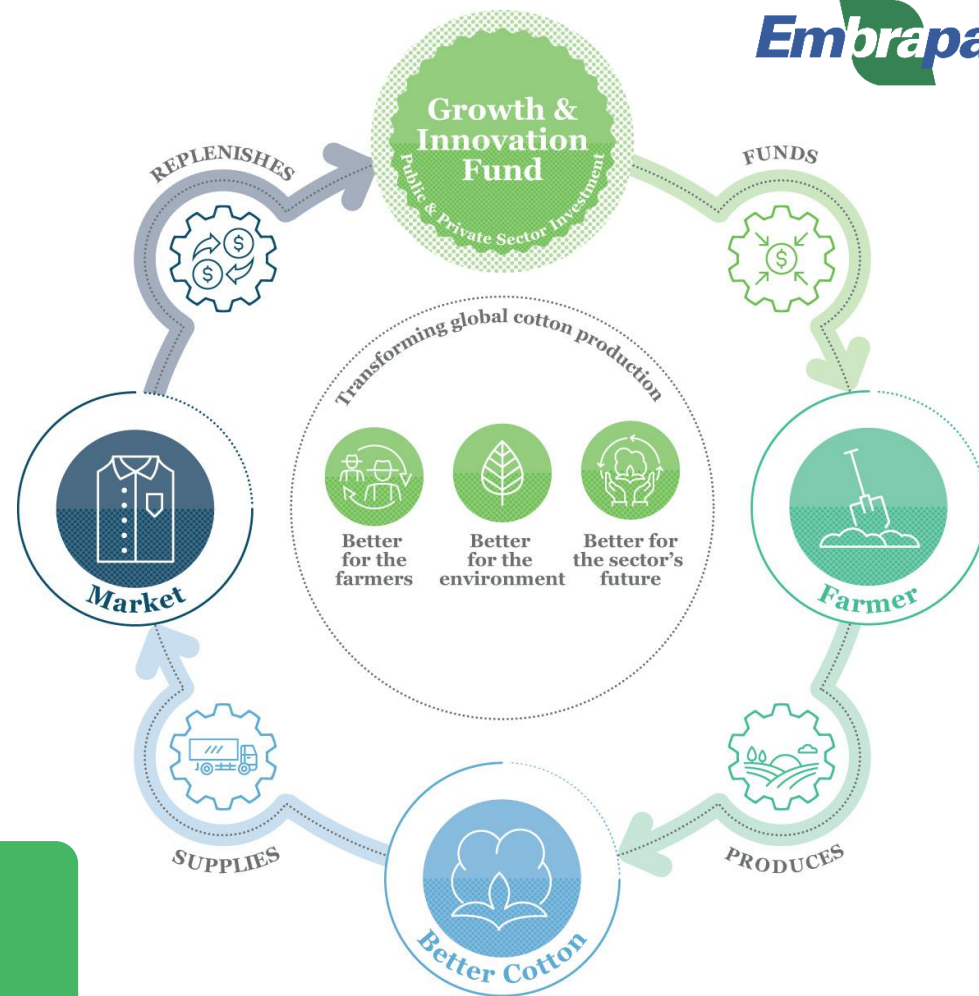 Embrapa
Growth &
Innovation
Fund
Public & Private Sector Investment
REPLENISHES
FUNDS
$
$
$
Transforming global cotton production
Better
for the
farmers
Better
for the
environment
Better for
the sector's
future
Market
Farmer
SUPPLIES
PRODUCES
Better Cotton